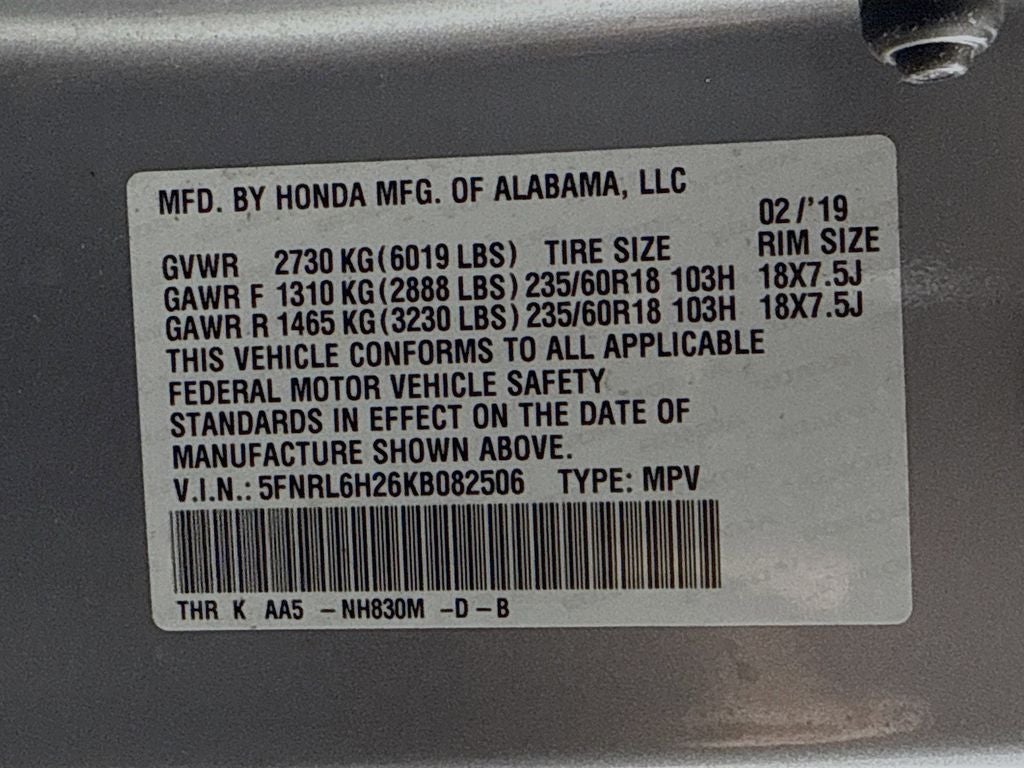 MFD. BY HONDA MFG. OF ALABAMA, LLC
02/'19
GVWR 2730 KG (6019 LBS) TIRE SIZE RIM SIZE
GAWR F 1310 KG (2888 LBS) 235/60R18 103H 18X7.5J
GAWR R 1465 KG (3230 LBS) 235/60R18 103H 18X7.5J
THIS VEHICLE CONFORMS TO ALL APPLICABLE
FEDERAL MOTOR VEHICLE SAFETY
STANDARDS IN EFFECT ON THE DATE OF
MANUFACTURE SHOWN ABOVE.
V.I.N.: 5FNRL6H26KB082506 TYPE: MPV
THR K AA5 -NH830M -D-B